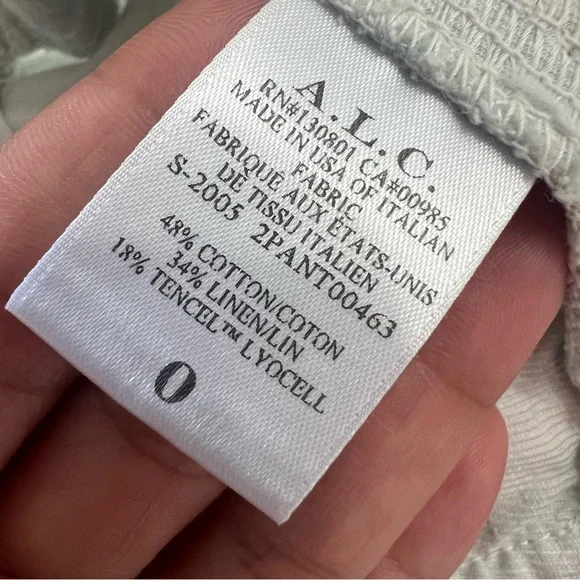 A.L.C.
RN#130801 CA#00985
MADE IN USA OF ITALIAN
FABRIC
FABRIQUÉ AUX ÉTATS-UNIS
DE TISSU ITALIEN
S-2005 2PANT00463
48% COTTON/COTON
34% LINEN/LIN
18% TENCEL™ LYOCELL
0